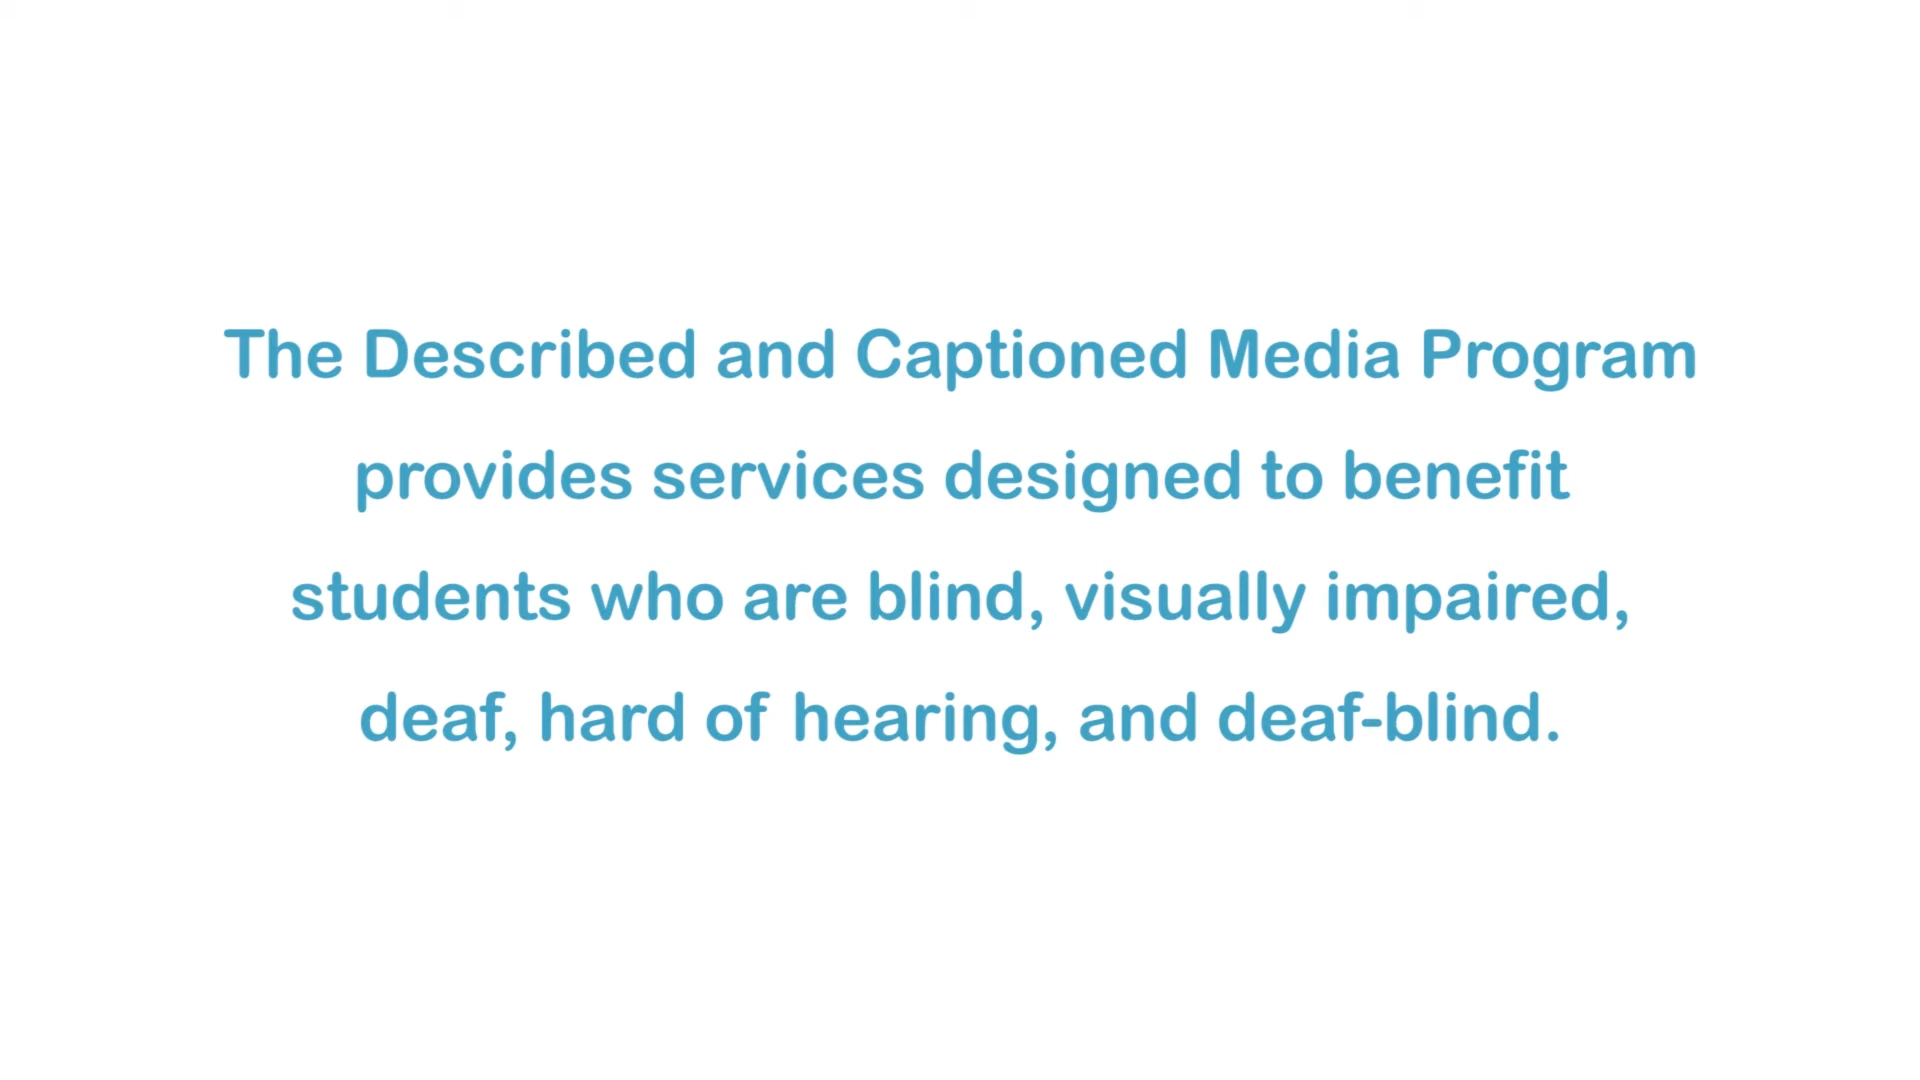 The Described and Captioned Media Program
provides services designed to benefit
students who are blind, visually impaired,
deaf, hard of hearing, and deaf-blind.